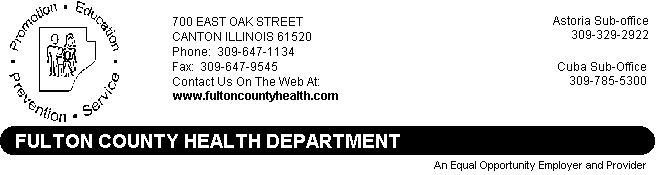 Promotion • Education •
Prevention • Service •
700 EAST OAK STREET
CANTON ILLINOIS 61520
Phone: 309-647-1134
Fax: 309-647-9545
Contact Us On The Web At:
www.fultoncountyhealth.com
Astoria Sub-office
309-329-2922
Cuba Sub-Office
309-785-5300
FULTON COUNTY HEALTH DEPARTMENT
An Equal Opportunity Employer and Provider